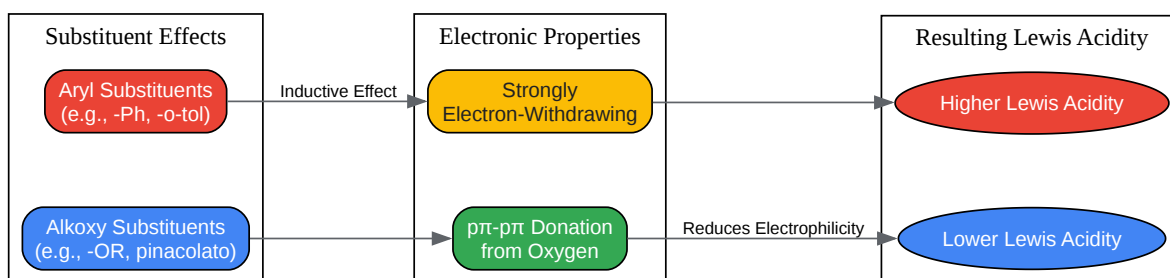 Substituent Effects
Electronic Properties
Resulting Lewis Acidity
Aryl Substituents
(e.g., -Ph, -o-tol)
Inductive Effect
Strongly
Electron-Withdrawing
Higher Lewis Acidity
Alkoxy Substituents
(e.g., -OR, pinacolato)
pπ-pπ Donation
from Oxygen
Reduces Electrophilicity
Lower Lewis Acidity